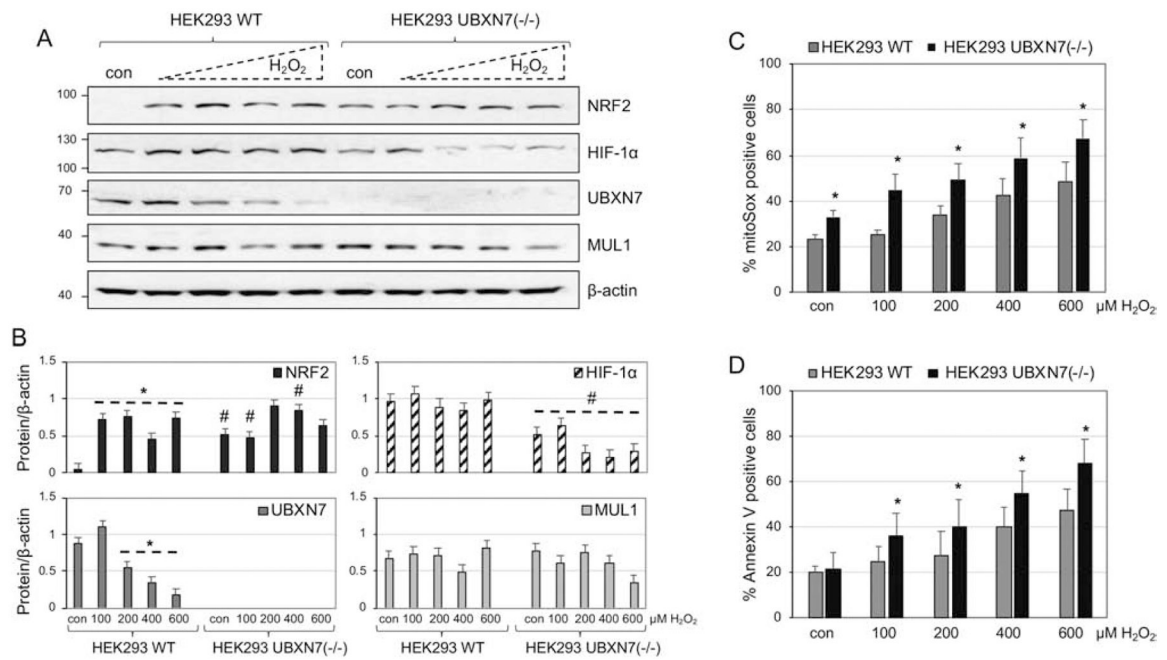 A
HEK293 WT
HEK293 UBXN7(-/-)
con
H₂O₂
con
H₂O₂
100
NRF2
130
HIF-1α
100
70
UBXN7
40
MUL1
40
β-actin
B
Protein/β-actin
1.5
1
0.5
0
NRF2
*
# # #
1.5
1
0.5
0
HIF-1α
#
Protein/β-actin
1.5
1
0.5
0
UBXN7
*
con 100 200 400 600 con 100 200 400 600
HEK293 WT HEK293 UBXN7(-/-)
1.5
1
0.5
0
MUL1
con 100 200 400 600 con 100 200 400 600 μM H₂O₂
HEK293 WT HEK293 UBXN7(-/-)
C
HEK293 WT HEK293 UBXN7(-/-)
% mitoSox positive cells
100
80
60
40
20
0
* * * * *
con 100 200 400 600 μM H₂O₂
D
HEK293 WT HEK293 UBXN7(-/-)
% Annexin V positive cells
100
80
60
40
20
0
* * * *
con 100 200 400 600 μM H₂O₂